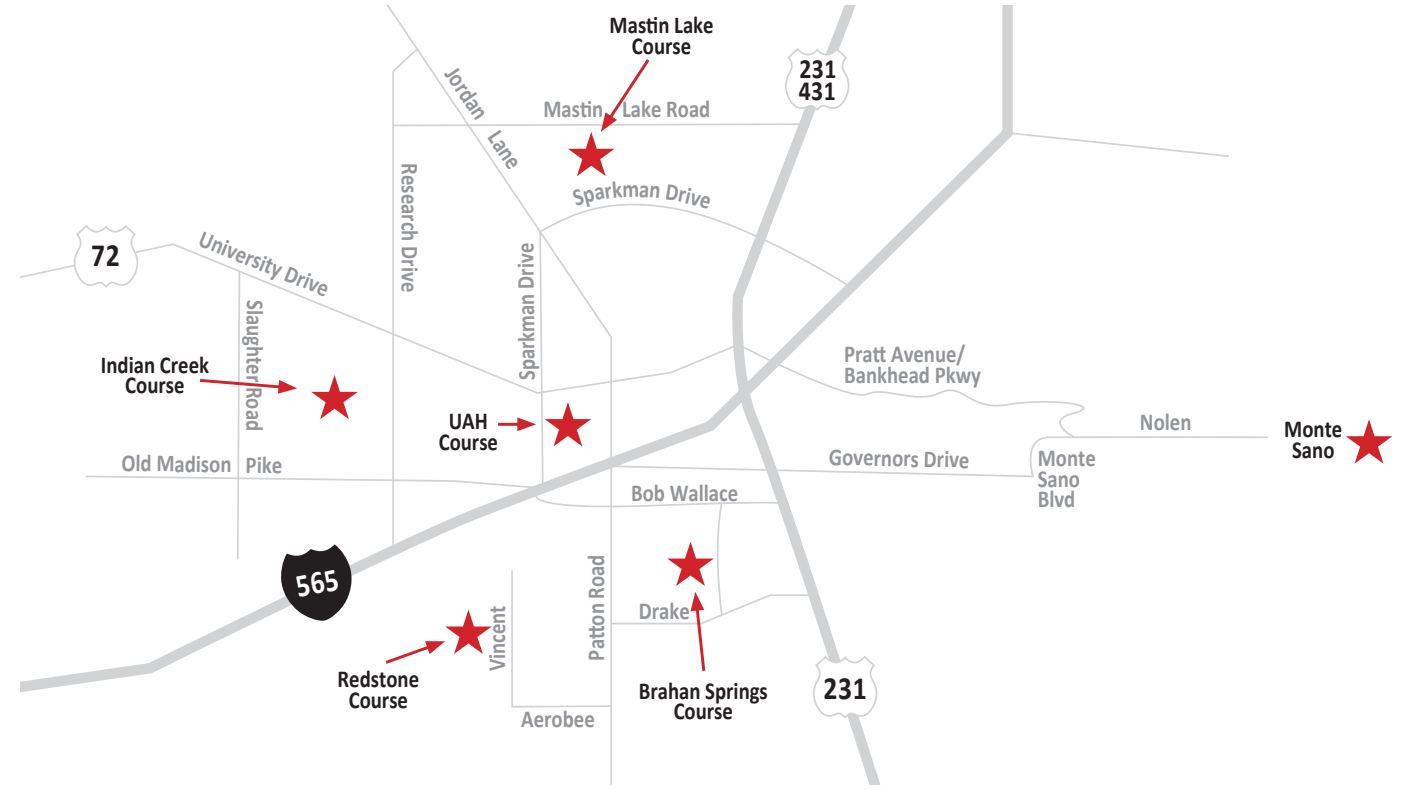 Mastin Lake
Course
231
431
Jordan Lane
Mastin Lake Road
Research Drive
Sparkman Drive
72
University Drive
Sparkman Drive
Slaughter Road
Indian Creek
Course
Pratt Avenue/
Bankhead Pkwy
UAH
Course
Nolen
Monte
Sano
Old Madison Pike
Governors Drive
Monte
Sano
Blvd
Bob Wallace
565
Patton Road
Vincent
Drake
Redstone
Course
Brahan Springs
Course
231
Aerobee